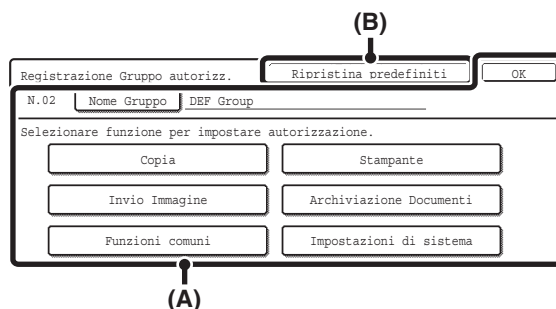 (B)
Registrazione Gruppo autorizz. Ripristina predefiniti OK
N.02 Nome Gruppo DEF Group
Selezionare funzione per impostare autorizzazione.
Copia Stampante
Invio Immagine Archiviazione Documenti
Funzioni comuni Impostazioni di sistema
(A)